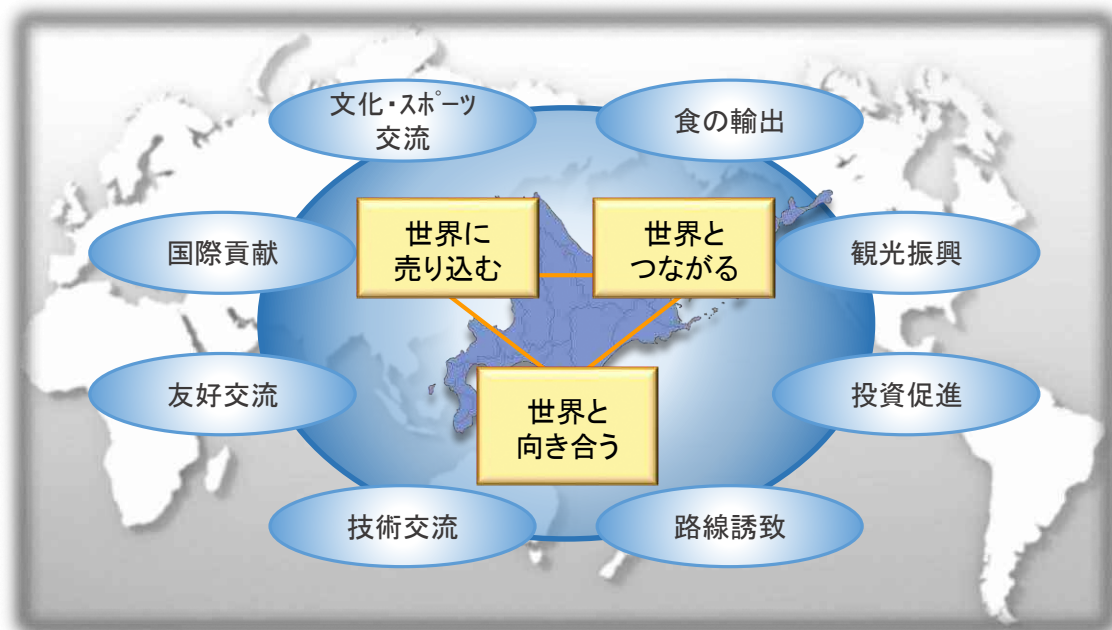 文化・ｽﾎﾟｰﾂ
交流
食の輸出
世界に
売り込む
世界と
つながる
国際貢献
観光振興
友好交流
投資促進
世界と
向き合う
技術交流
路線誘致